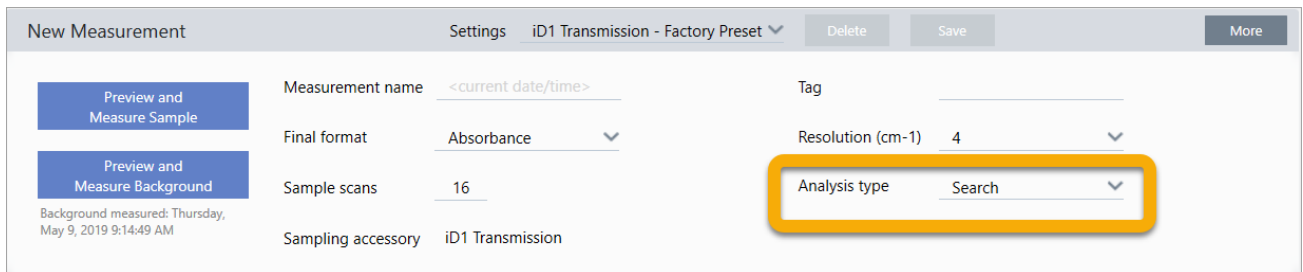 New Measurement Settings iD1 Transmission - Factory Preset Delete Save More
Preview and
Measure Sample
Preview and
Measure Background
Background measured: Thursday,
May 9, 2019 9:14:49 AM
Measurement name <current date/time>
Final format Absorbance
Sample scans 16
Sampling accessory iD1 Transmission
Tag
Resolution (cm-1) 4
Analysis type Search